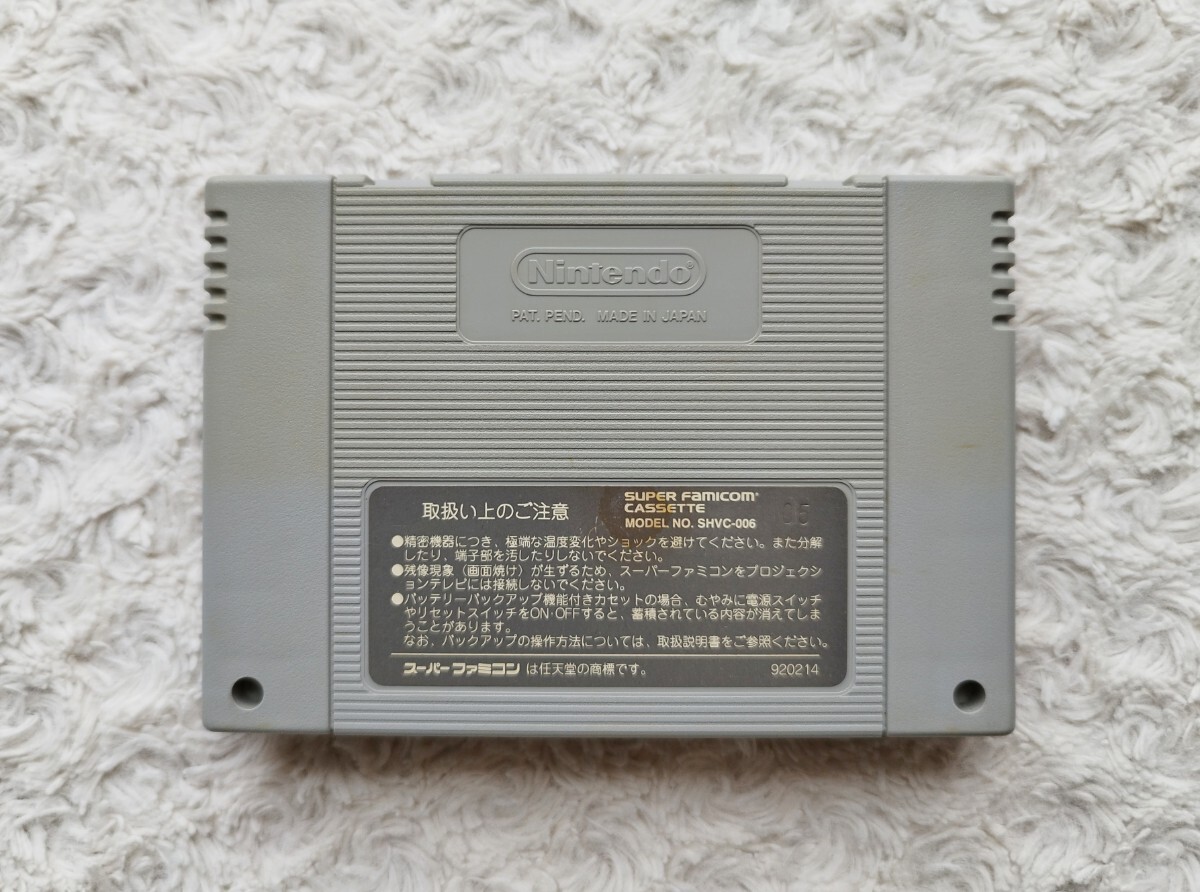 Nintendo®
PAT. PEND. MADE IN JAPAN
取扱い上のご注意
SUPER FAMICOM®
CASSETTE
MODEL NO. SHVC-006
●精密機器につき、極端な温度変化やショックを避けてください。また分解
したり、端子部を汚したりしないでください。
●残像現象(画面焼け)が生ずるため、スーパーファミコンをプロジェクシ
ョンテレビには接続しないでください。
●バッテリーバックアップ機能付きカセットの場合、むやみに電源スイッチ
やリセットスイッチをON·OFFすると、蓄積されている内容が消えてしま
うことがあります。
なお、バックアップの操作方法については、取扱説明書をご参照ください。
スーパーファミコン は任天堂の商標です。
920214